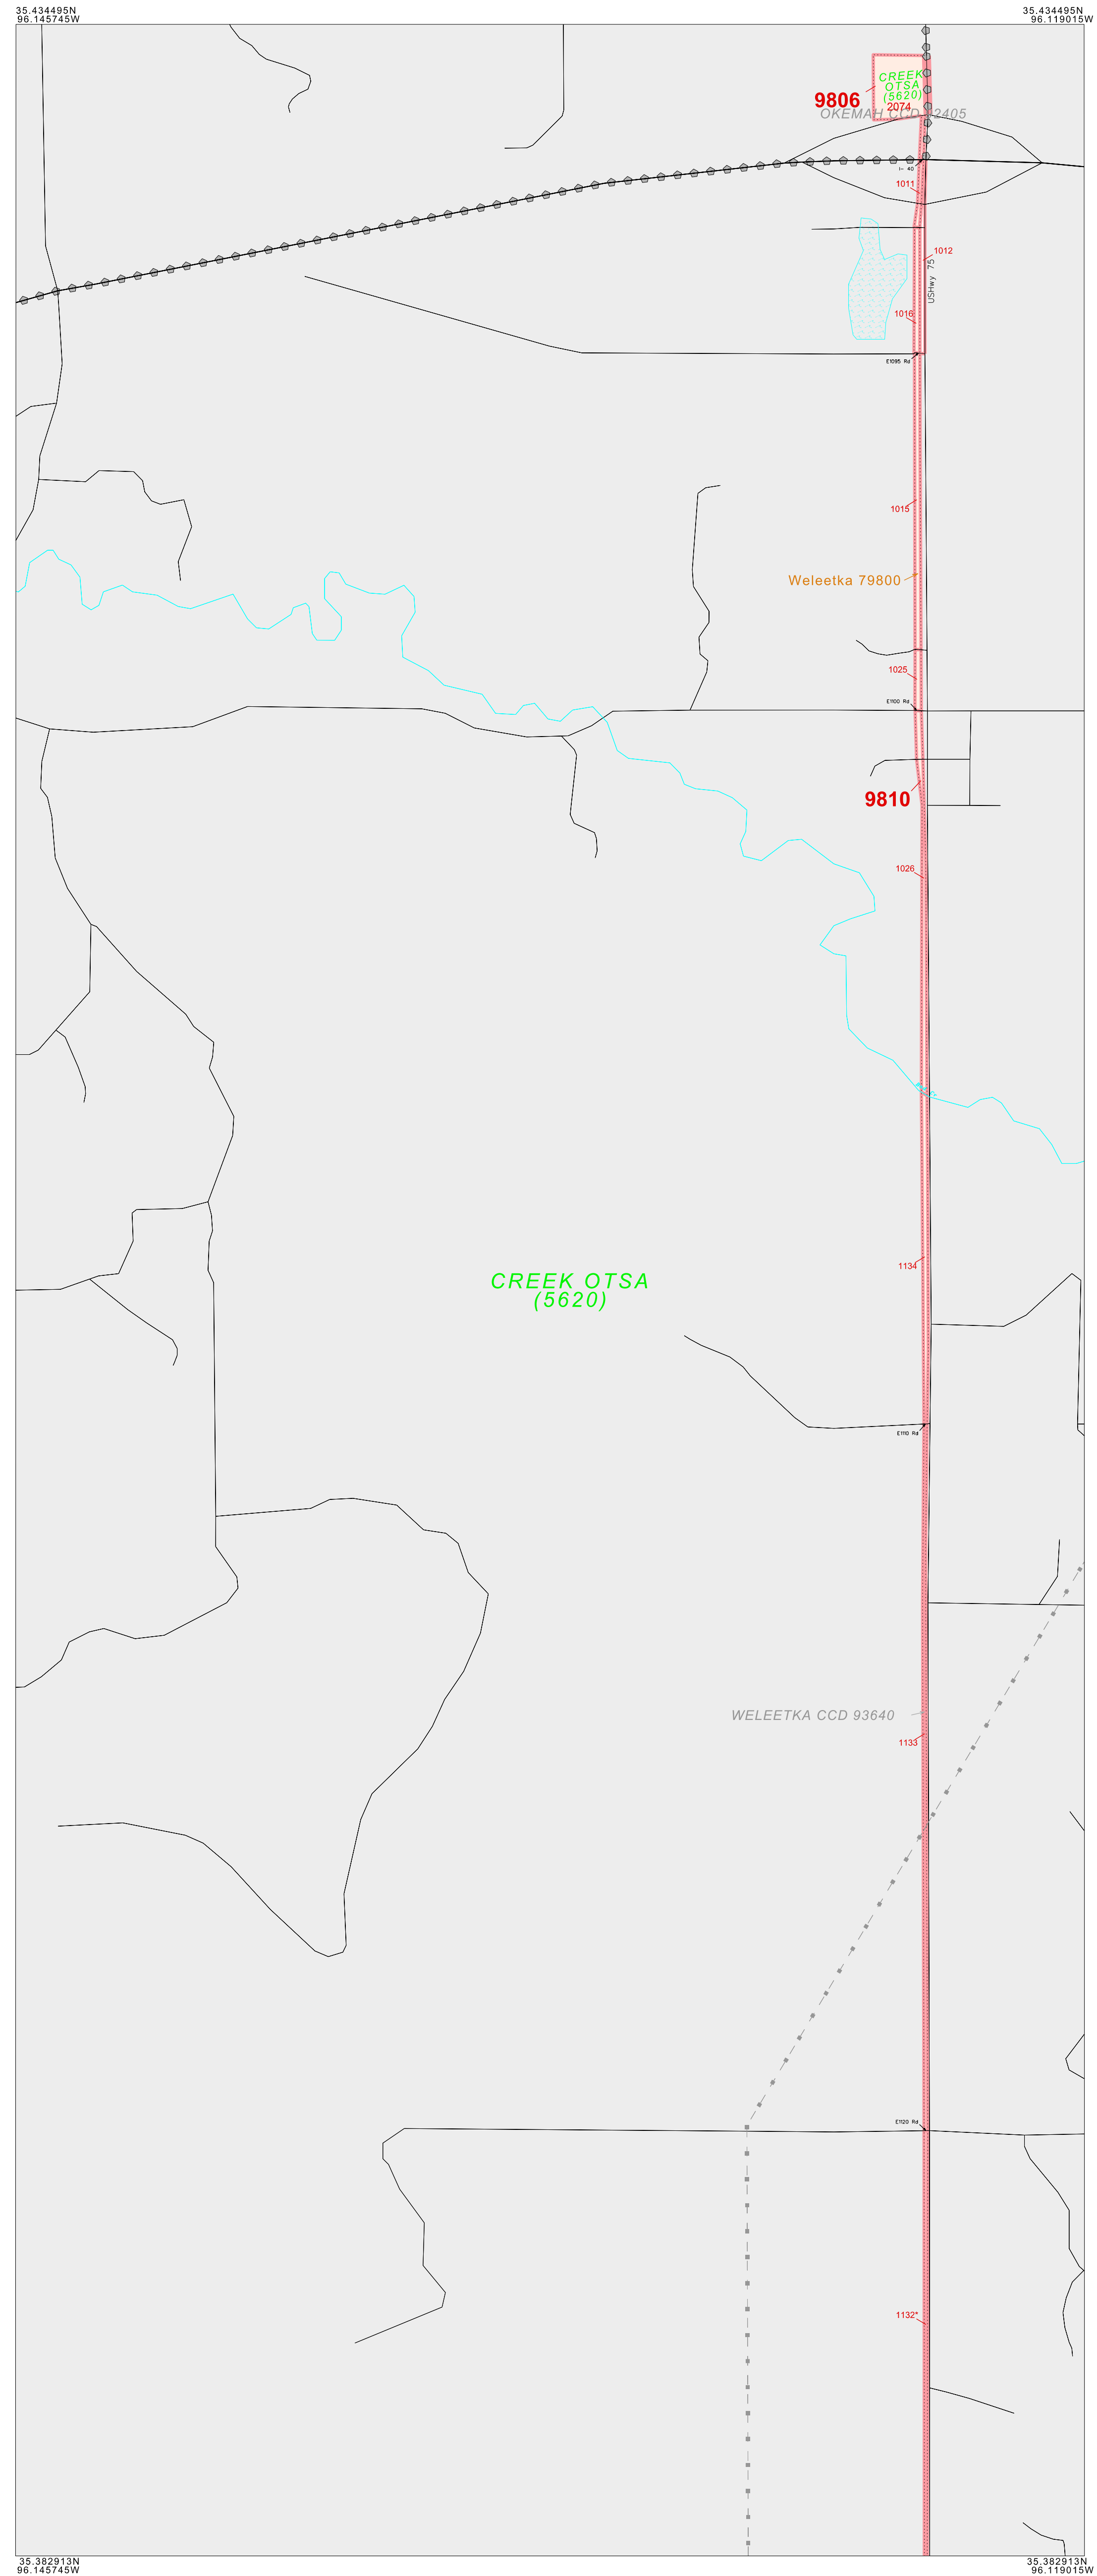 35.434495N
96.145745W
35.434495N
96.119015W
CREEK
OTSA
(5620)
9806
2074
OKEMAH CCD 92405
I- 40
1011
1012
USHwy 75
1016
E1095 Rd
1015
Weleetka 79800
1025
E1100 Rd
9810
1026
1134
CREEK OTSA
(5620)
E1110 Rd
WELEETKA CCD 93640
1133
E1120 Rd
1132*
35.382913N
96.145745W
35.382913N
96.119015W